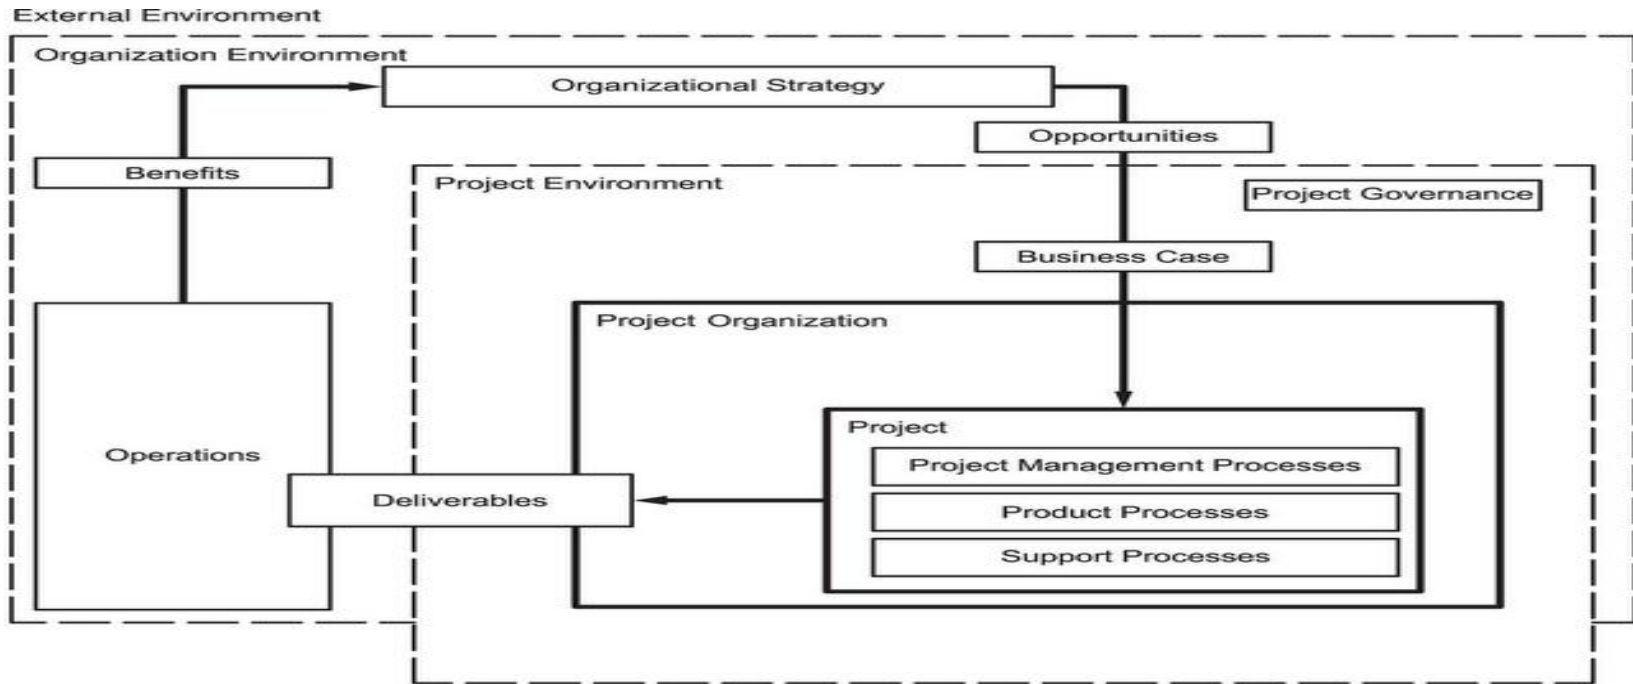 External Environment
Organization Environment
Organizational Strategy
Opportunities
Benefits
Project Environment
Project Governance
Business Case
Project Organization
Project
Operations
Project Management Processes
Deliverables
Product Processes
Support Processes